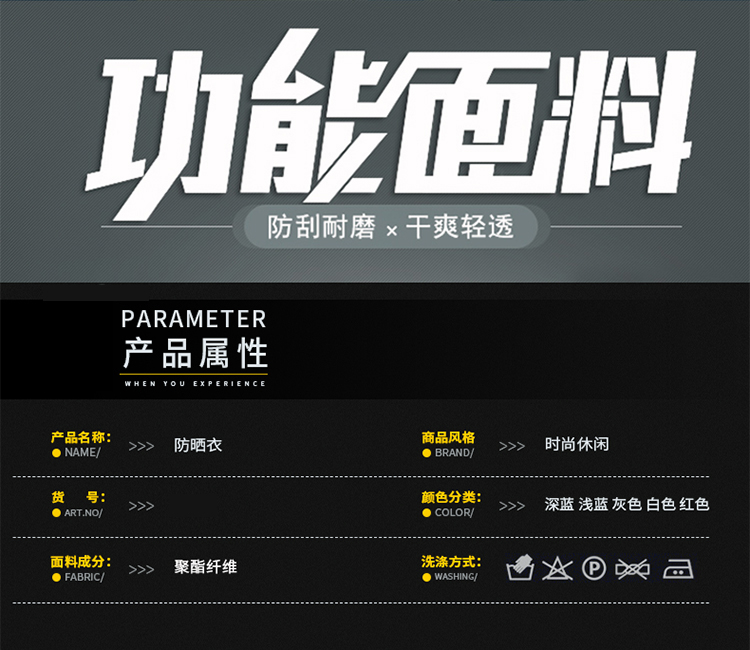 功能面料
防刮耐磨 × 干爽轻透
PARAMETER
产品属性
WHEN YOU EXPERIENCE
产品名称: >>> 防晒衣
NAME/
商品风格 >>> 时尚休闲
BRAND/
货 号: >>>
ART.NO/
颜色分类: >>> 深蓝 浅蓝 灰色 白色 红色
COLOR/
面料成分: >>> 聚酯纤维
FABRIC/
洗涤方式: P
WASHING/